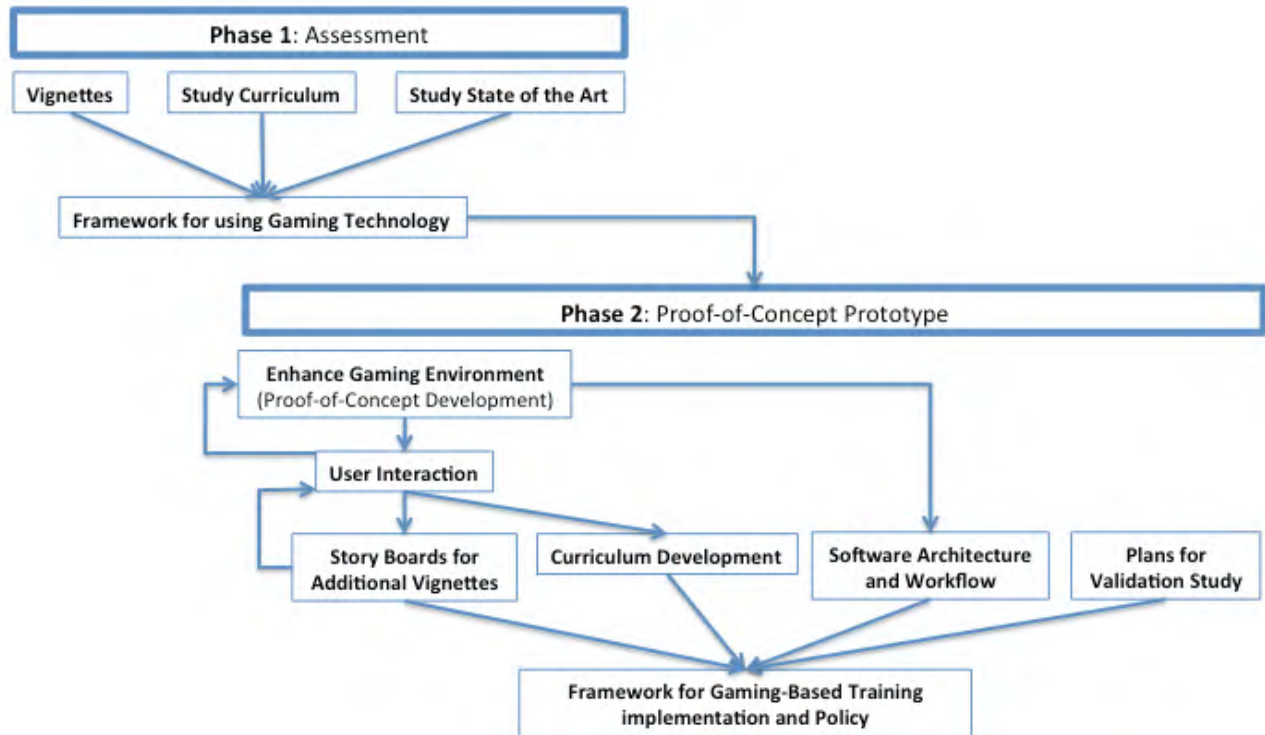 Phase 1: Assessment
Vignettes
Study Curriculum
Study State of the Art
Framework for using Gaming Technology
Phase 2: Proof-of-Concept Prototype
Enhance Gaming Environment
(Proof-of-Concept Development)
User Interaction
Story Boards for
Additional Vignettes
Curriculum Development
Software Architecture
and Workflow
Plans for
Validation Study
Framework for Gaming-Based Training
implementation and Policy